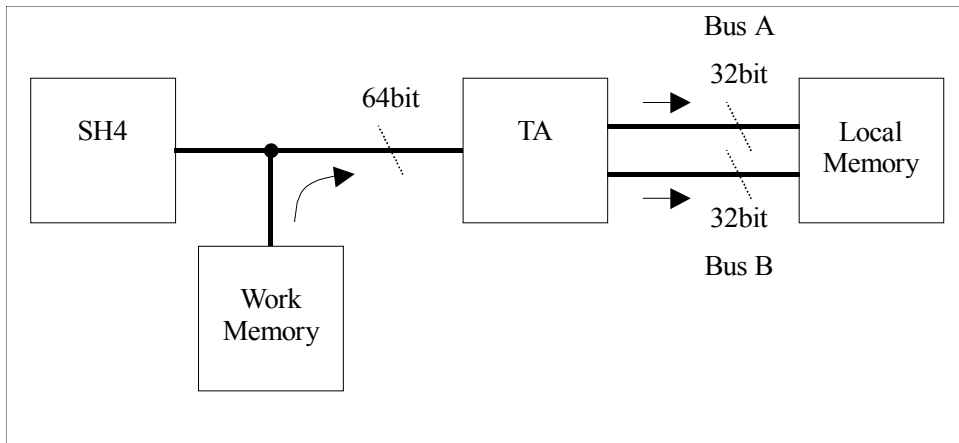 Bus A
32bit
64bit
SH4
TA
Local
Memory
32bit
Bus B
Work
Memory